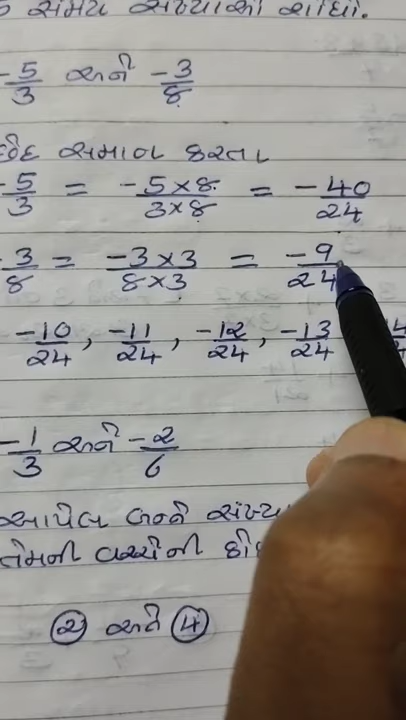 5 સંમેય સંખ્યાઓ શોધો.
-5/3 અને -3/8
છેદ સમાન કરતા
-5/3 = -5×8/3×8 = -40/24
-3/8 = -3×3/8×3 = -9/24
-10/24, -11/24, -12/24, -13/24
-1/3 અને -2/6
આપેલ બંને સંખ્યા
તેમની વચ્ચેની
② અને ④